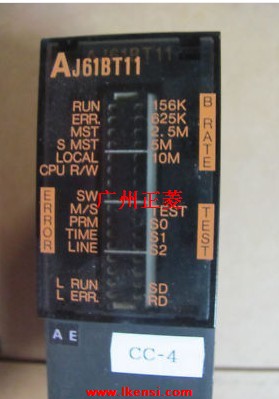 AJ61BT11
RUN 156K
ERR. 625K
MST 2.5M
S MST 5M
LOCAL 10M
CPU R/W
B RATE
SW
M/S TEST
PRM S0
TIME S1
LINE S2
ERROR
TEST
L RUN SD
L ERR. RD
广州正菱
A E
CC-4
www.lkensi.com